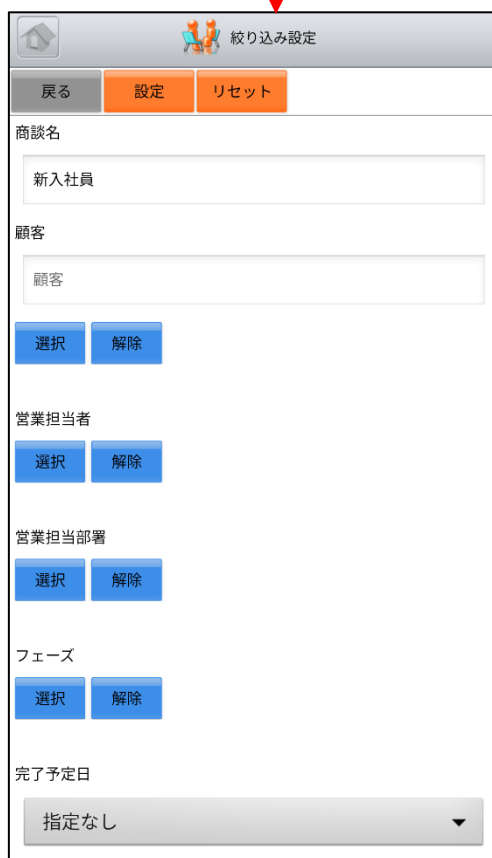 絞り込み設定
戻る 設定 リセット
商談名
新入社員
顧客
顧客
選択 解除
営業担当者
選択 解除
営業担当部署
選択 解除
フェーズ
選択 解除
完了予定日
指定なし